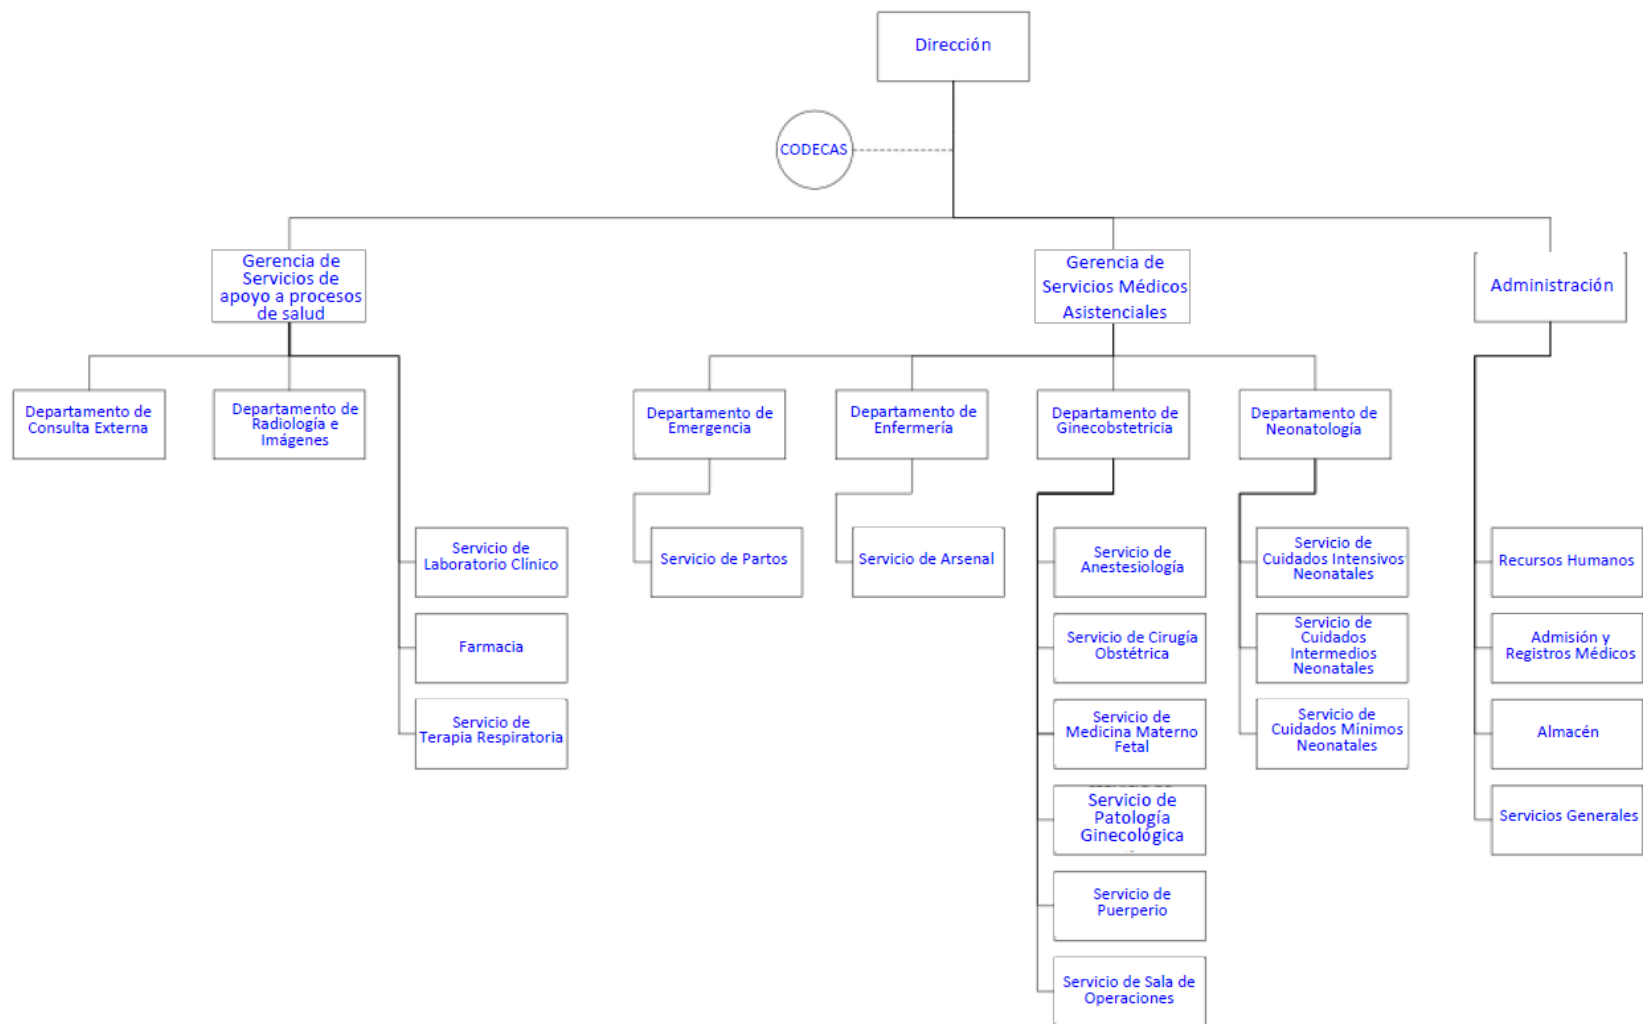 Dirección
CODECAS
Gerencia de
Servicios de
apoyo a procesos
de salud
Gerencia de
Servicios Médicos
Asistenciales
Administración
Departamento de
Consulta Externa
Departamento de
Radiología e
Imágenes
Departamento de
Emergencia
Departamento de
Enfermería
Departamento de
Ginecobstetricia
Departamento de
Neonatología
Servicio de
Laboratorio Clínico
Farmacia
Servicio de
Terapia Respiratoria
Servicio de Partos
Servicio de Arsenal
Servicio de
Anestesiología
Servicio de Cirugía
Obstétrica
Servicio de
Medicina Materno
Fetal
Servicio de
Patología
Ginecológica
Servicio de
Puerperio
Servicio de Sala de
Operaciones
Servicio de
Cuidados Intensivos
Neonatales
Servicio de
Cuidados
Intermedios
Neonatales
Servicio de
Cuidados Mínimos
Neonatales
Recursos Humanos
Admisión y
Registros Médicos
Almacén
Servicios Generales